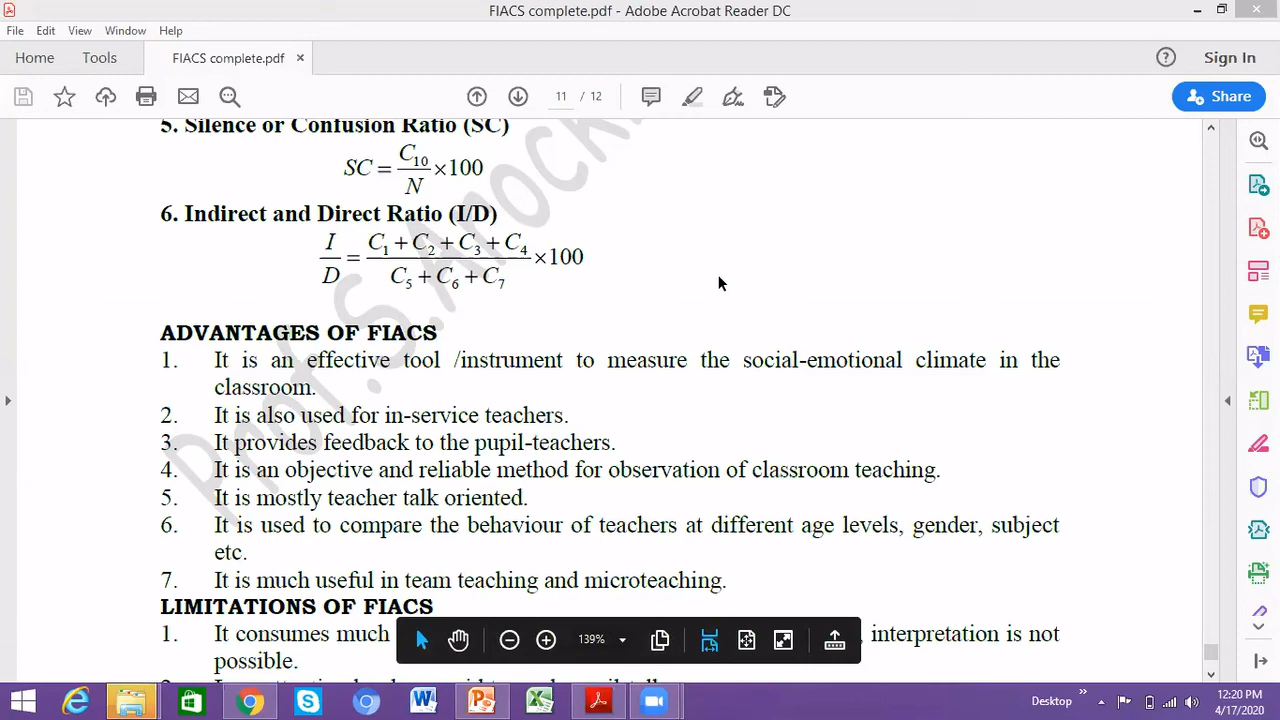 FIACS complete.pdf - Adobe Acrobat Reader DC
File Edit View Window Help
Home Tools FIACS complete.pdf × Sign In
11 / 12 Share
5. Silence or Confusion Ratio (SC)
SC = C10/N ×100
6. Indirect and Direct Ratio (I/D)
I/D = (C1 + C2 + C3 + C4)/(C5 + C6 + C7) ×100
ADVANTAGES OF FIACS
1. It is an effective tool /instrument to measure the social-emotional climate in the
classroom.
2. It is also used for in-service teachers.
3. It provides feedback to the pupil-teachers.
4. It is an objective and reliable method for observation of classroom teaching.
5. It is mostly teacher talk oriented.
6. It is used to compare the behaviour of teachers at different age levels, gender, subject
etc.
7. It is much useful in team teaching and microteaching.
LIMITATIONS OF FIACS
1. It consumes much interpretation is not
possible.
139%
Prof.S.Arock
Desktop 12:20 PM
4/17/2020